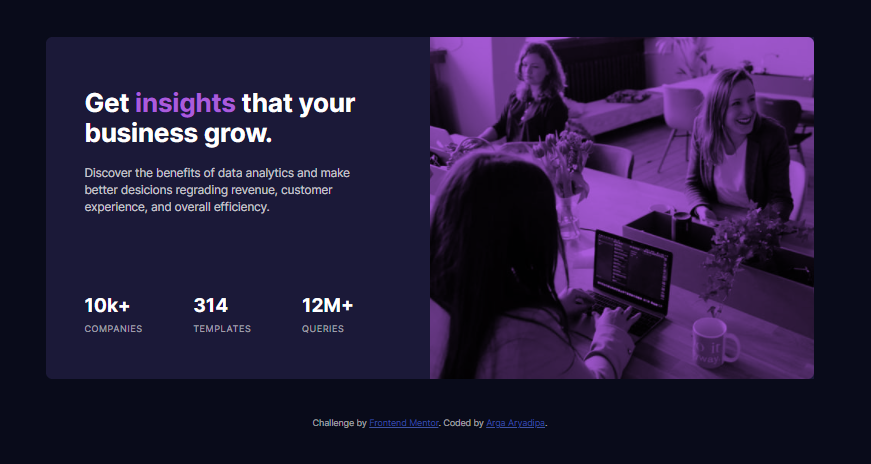 Get insights that your
business grow.
Discover the benefits of data analytics and make
better desicions regrading revenue, customer
experience, and overall efficiency.
10k+ 314 12M+
COMPANIES TEMPLATES QUERIES
Challenge by Frontend Mentor. Coded by Arga Aryadipa.